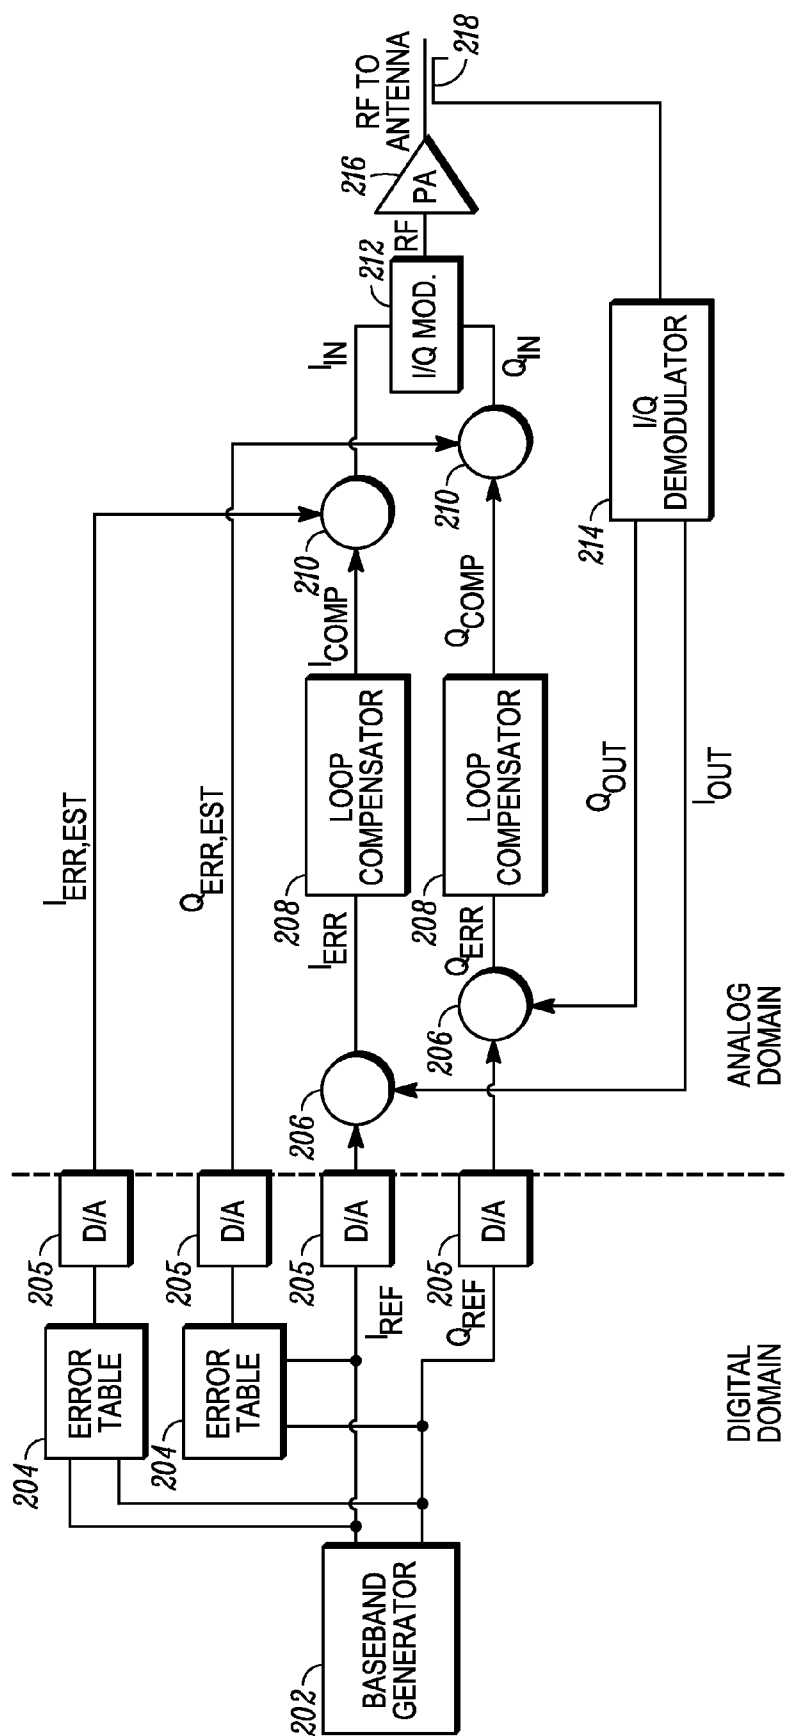 202
BASEBAND
GENERATOR
204
ERROR
TABLE
204
ERROR
TABLE
205
D/A
205
D/A
205
D/A
205
D/A
I_REF
Q_REF
DIGITAL
DOMAIN
ANALOG
DOMAIN
206
206
I_ERR,EST
Q_ERR,EST
I_ERR
Q_ERR
208
LOOP
COMPENSATOR
208
LOOP
COMPENSATOR
I_COMP
Q_COMP
210
210
Q_OUT
I_OUT
I_IN
Q_IN
212
I/Q MOD.
214
I/Q
DEMODULATOR
RF
216
PA
RF TO
ANTENNA
218